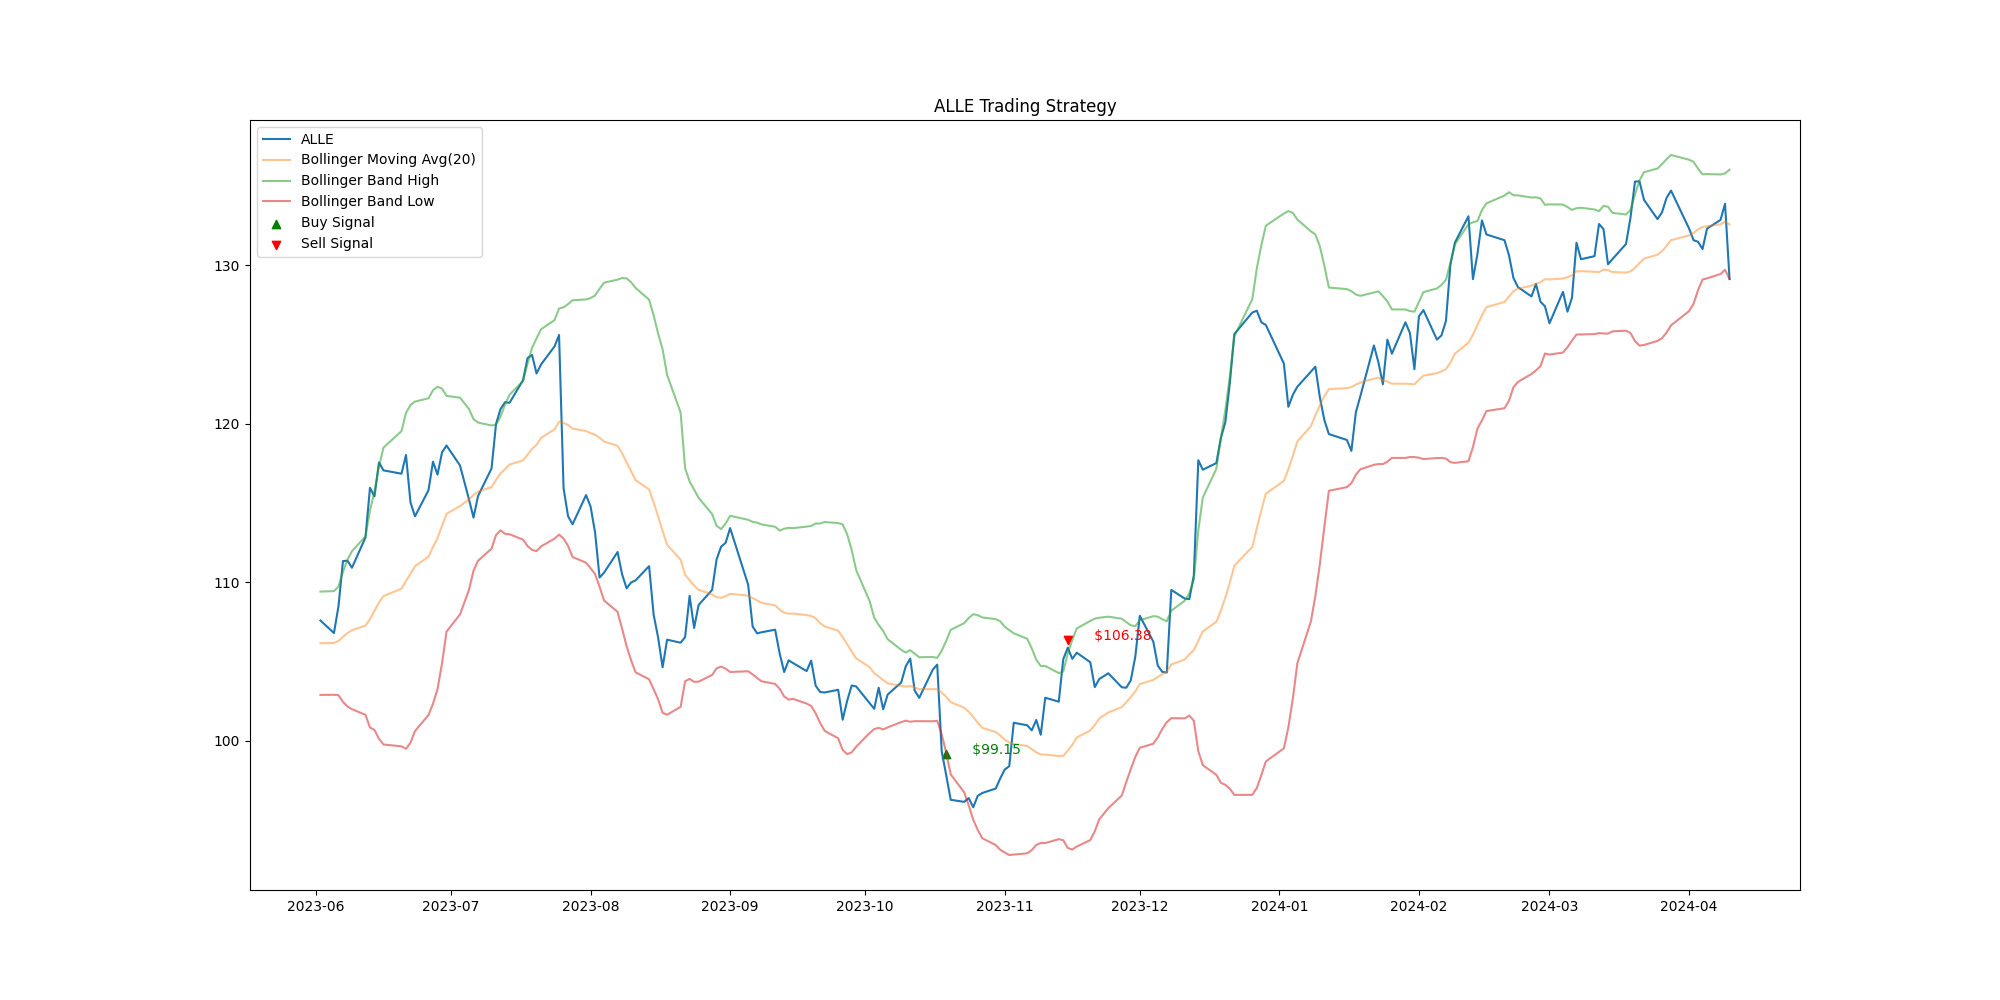 ALLE Trading Strategy
ALLE
Bollinger Moving Avg(20)
Bollinger Band High
Bollinger Band Low
Buy Signal
Sell Signal
130
120
110
100
$106.38
$99.15
2023-06
2023-07
2023-08
2023-09
2023-10
2023-11
2023-12
2024-01
2024-02
2024-03
2024-04